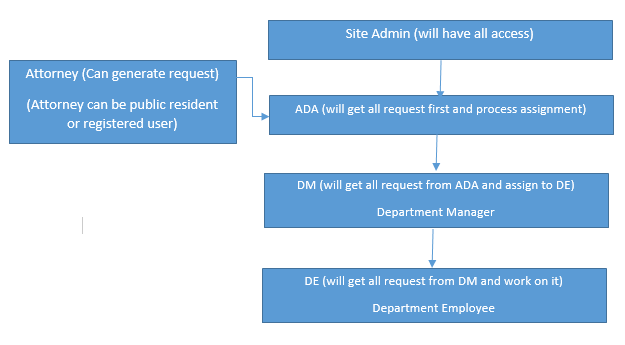 Site Admin (will have all access)
Attorney (Can generate request)
(Attorney can be public resident
or registered user)
ADA (will get all request first and process assignment)
DM (will get all request from ADA and assign to DE)
Department Manager
DE (will get all request from DM and work on it)
Department Employee